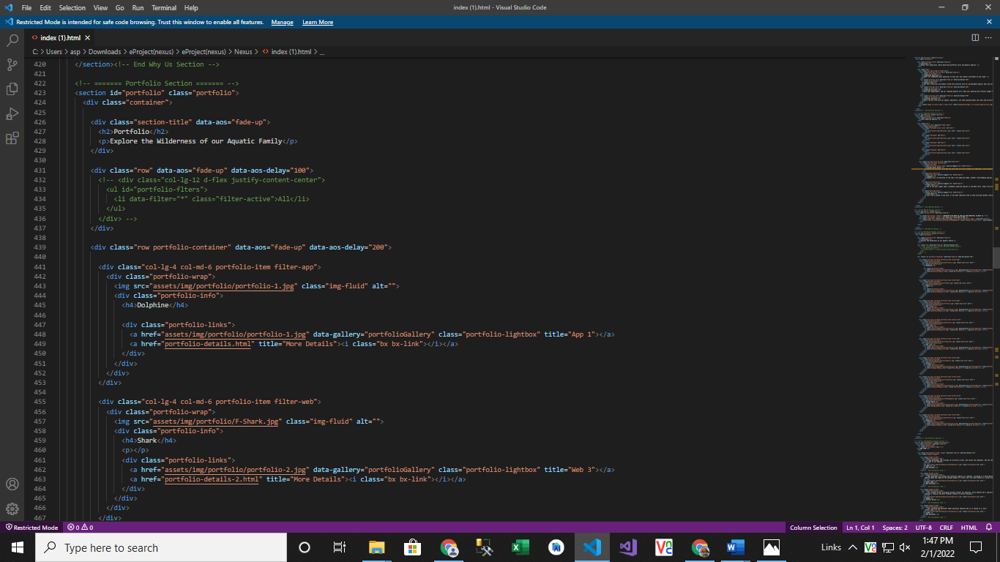 File Edit Selection View Go Run Terminal Help index (1).html - Visual Studio Code
Restricted Mode is intended for safe code browsing. Trust this window to enable all features. Manage Learn More
index (1).html
C: > Users > asp > Downloads > eProject(nexus) > eProject(nexus) > Nexus > index (1).html > ...
420 </section><!-- End Why Us Section -->
421
422 <!-- ======= Portfolio Section ======= -->
423 <section id="portfolio" class="portfolio">
424 <div class="container">
425
426 <div class="section-title" data-aos="fade-up">
427 <h2>Portfolio</h2>
428 <p>Explore the Wilderness of our Aquatic Family</p>
429 </div>
430
431 <div class="row" data-aos="fade-up" data-aos-delay="100">
432 <!-- <div class="col-lg-12 d-flex justify-content-center">
433 <ul id="portfolio-flters">
434 <li data-filter="*" class="filter-active">All</li>
435 </ul>
436 </div> -->
437 </div>
438
439 <div class="row portfolio-container" data-aos="fade-up" data-aos-delay="200">
440
441 <div class="col-lg-4 col-md-6 portfolio-item filter-app">
442 <div class="portfolio-wrap">
443 <img src="assets/img/portfolio/portfolio-1.jpg" class="img-fluid" alt="">
444 <div class="portfolio-info">
445 <h4>Dolphine</h4>
446
447 <div class="portfolio-links">
448 <a href="assets/img/portfolio/portfolio-1.jpg" data-gallery="portfolioGallery" class="portfolio-lightbox" title="App 1"></a>
449 <a href="portfolio-details.html" title="More Details"><i class="bx bx-link"></i></a>
450 </div>
451 </div>
452 </div>
453 </div>
454
455 <div class="col-lg-4 col-md-6 portfolio-item filter-web">
456 <div class="portfolio-wrap">
457 <img src="assets/img/portfolio/F-Shark.jpg" class="img-fluid" alt="">
458 <div class="portfolio-info">
459 <h4>Shark</h4>
460 <p></p>
461 <div class="portfolio-links">
462 <a href="assets/img/portfolio/portfolio-2.jpg" data-gallery="portfolioGallery" class="portfolio-lightbox" title="Web 3"></a>
463 <a href="portfolio-details-2.html" title="More Details"><i class="bx bx-link"></i></a>
464 </div>
465 </div>
466 </div>
467 </div>
Restricted Mode 0 0 Column Selection Ln 1, Col 1 Spaces: 2 UTF-8 CRLF HTML
Type here to search Links 1:47 PM
2/1/2022